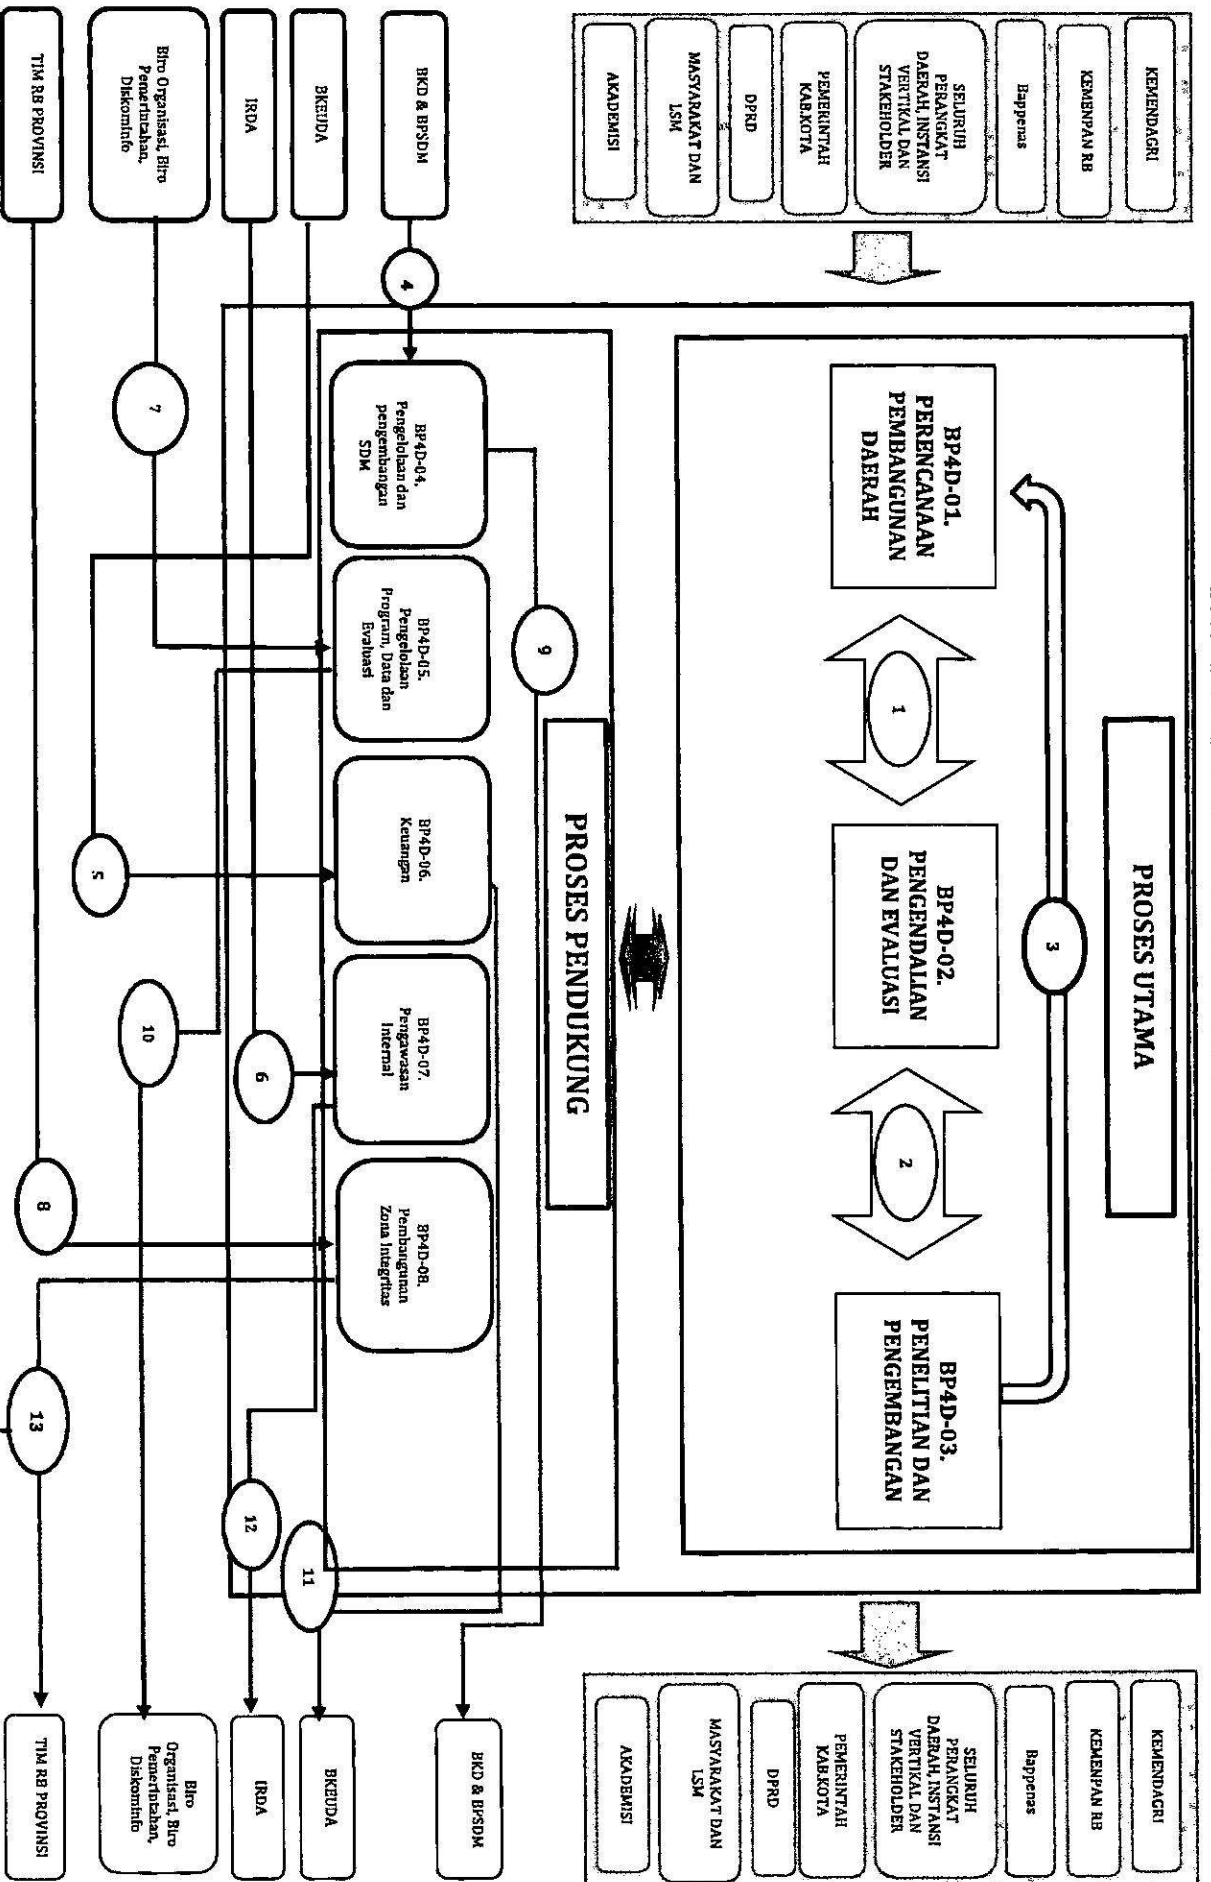 KEMENDAGRI
KEMENPAN RB
Bappenas
SELURUH
PERANGKAT
DAERAH, INSTANSI
VERTIKAL DAN
STAKEHOLDER
PEMERINTAH
KAB.KOTA
DPRD
MASYARAKAT DAN
LSM
AKADEMISI
BKD & BPSDM
BKEUDA
IRDA
Biro Organisasi, Biro
Pemerintahan,
Diskominfo
TIM RB PROVINSI
PROSES UTAMA
3
BP4D-01.
PERENCANAAN
PEMBANGUNAN
DAERAH
1
BP4D-02.
PENGENDALIAN
DAN EVALUASI
2
BP4D-03.
PENELITIAN DAN
PENGEMBANGAN
PROSES PENDUKUNG
9
4
BP4D-04.
Pengelolaan dan
pengembangan
SDM
BP4D-05.
Pengelolaan
Program, Data dan
Evaluasi
BP4D-06.
Keuangan
BP4D-07.
Pengawasan
Internal
BP4D-08.
Pembangunan
Zona Integritas
7
5
10
6
8
13
12
11
KEMENDAGRI
KEMENPAN RB
Bappenas
SELURUH
PERANGKAT
DAERAH, INSTANSI
VERTIKAL DAN
STAKEHOLDER
PEMERINTAH
KAB.KOTA
DPRD
MASYARAKAT DAN
LSM
AKADEMISI
BKD & BPSDM
BKEUDA
IRDA
Biro
Organisasi, Biro
Pemerintahan,
Diskominfo
TIM RB PROVINSI